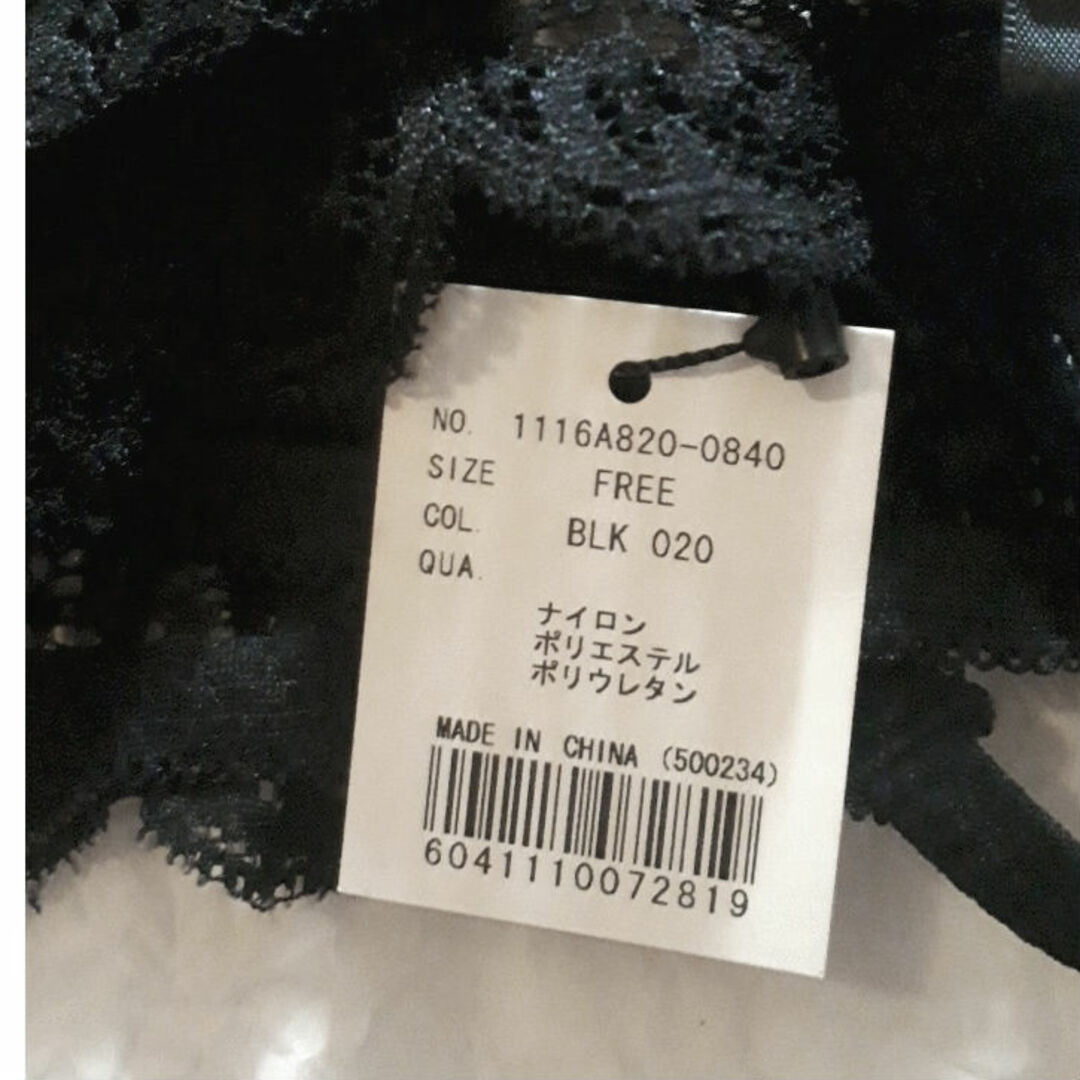 NO. 1116A820-0840
SIZE FREE
COL. BLK 020
QUA.
ナイロン
ポリエステル
ポリウレタン
MADE IN CHINA (500234)
6041110072819